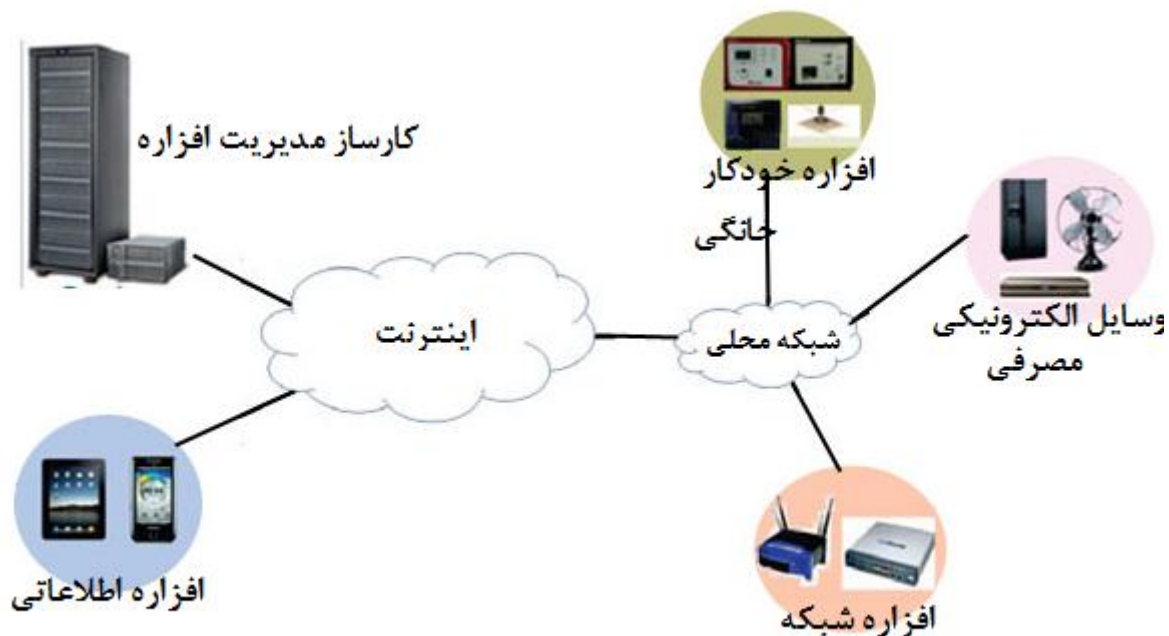 کارساز مدیریت افزاره
افزاره خودکار
خانگی
وسایل الکترونیکی
مصرفی
اینترنت
شبکه محلی
افزاره اطلاعاتی
افزاره شبکه